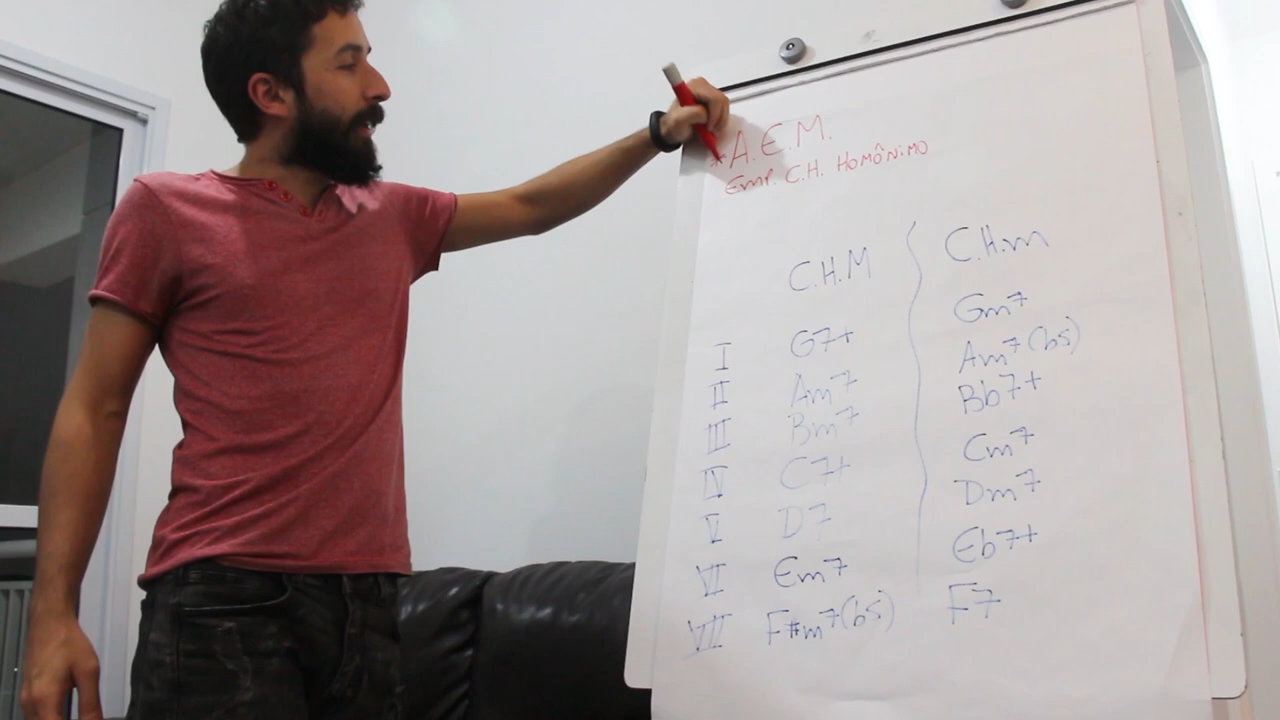 *A.E.M.
Emp. C.H. HOMÔNIMO
C.H.M C.H.m
I G7+ Gm7
II Am7 Am7(b5)
III Bm7 Bb7+
IV C7+ Cm7
V D7 Dm7
VI Em7 Eb7+
VII F#m7(b5) F7